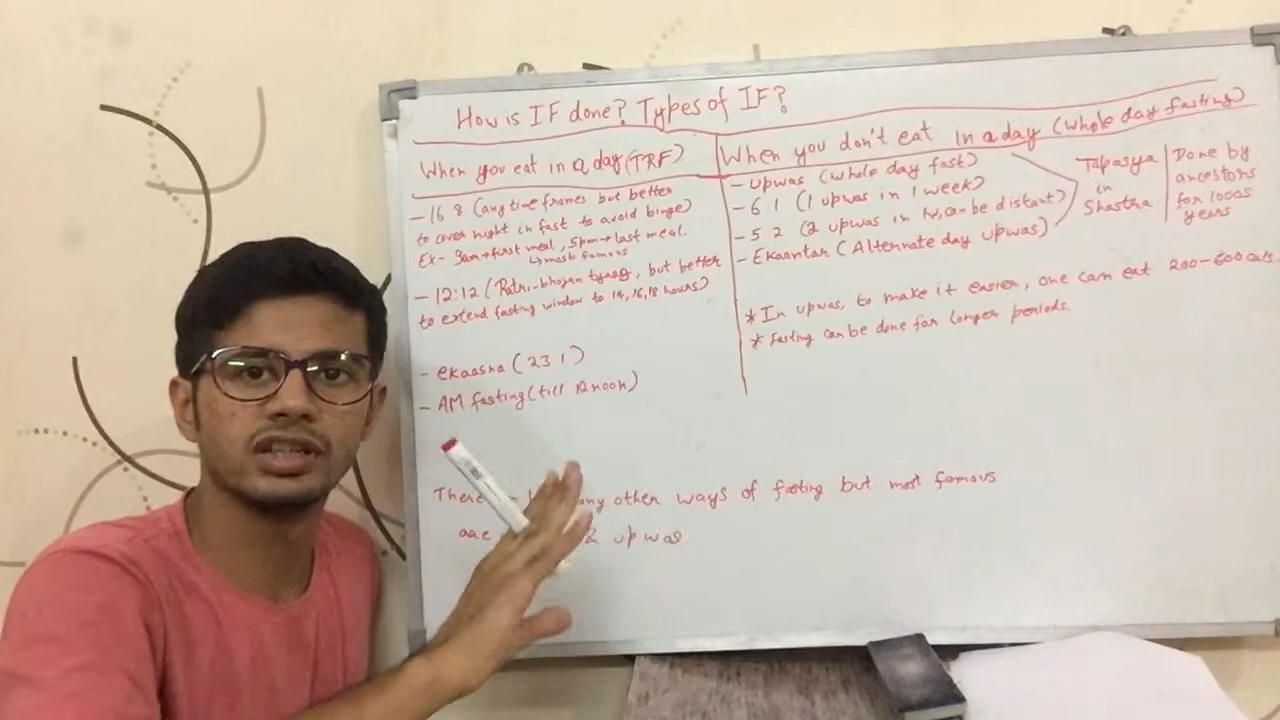 How is IF done? Types of IF?
When you eat in a day (TRF)
- 16 8 (any time frames but better
to cover night in fast to avoid binge)
Ex- 9am→first meal, 5pm→last meal.
↳most famous
- 12:12 (Ratri-bhojan tyaag, but better
to extend fasting window to 14,16,18 hours)
- ekaasna (23 1)
- AM fasting (till 12 noon)
When you don't eat in a day (whole day fasting)
- upwas (whole day fast)
- 6 1 (1 upwas in 1 week)
- 5 2 (2 upwas in 1w, can be distant)
- Ekaantar (Alternate day upwas)
Tapasya
in
Shastra
Done by
ancestors
for 1000s
years
* In upwas, to make it easier, one can eat 200-600 cals.
* Fasting can be done for longer periods.
There any other ways of fasting but most famous
are & upwas